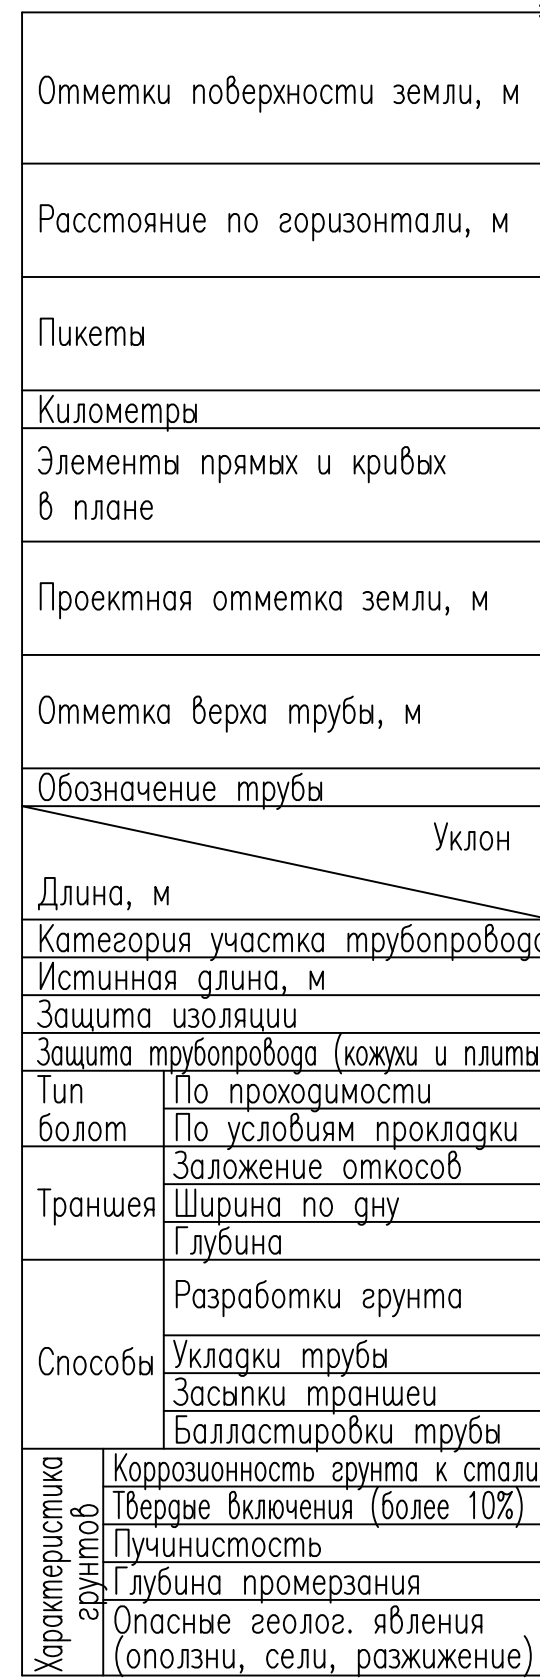 Отметки поверхности земли, м
Расстояние по горизонтали, м
Пикеты
Километры
Элементы прямых и кривых
в плане
Проектная отметка земли, м
Отметка верха трубы, м
Обозначение трубы
Уклон
Длина, м
Категория участка трубопровода
Истинная длина, м
Защита изоляции
Защита трубопровода (кожухи и плиты
Тип
болот
По проходимости
По условиям прокладки
Траншея
Заложение откосов
Ширина по дну
Глубина
Способы
Разработки грунта
Укладки трубы
Засыпки траншеи
Балластировки трубы
Характеристика
грунтов
Коррозионность грунта к стали
Твердые включения (более 10%)
Пучинистость
Глубина промерзания
Опасные геолог. явления
(оползни, сели, разжижение)